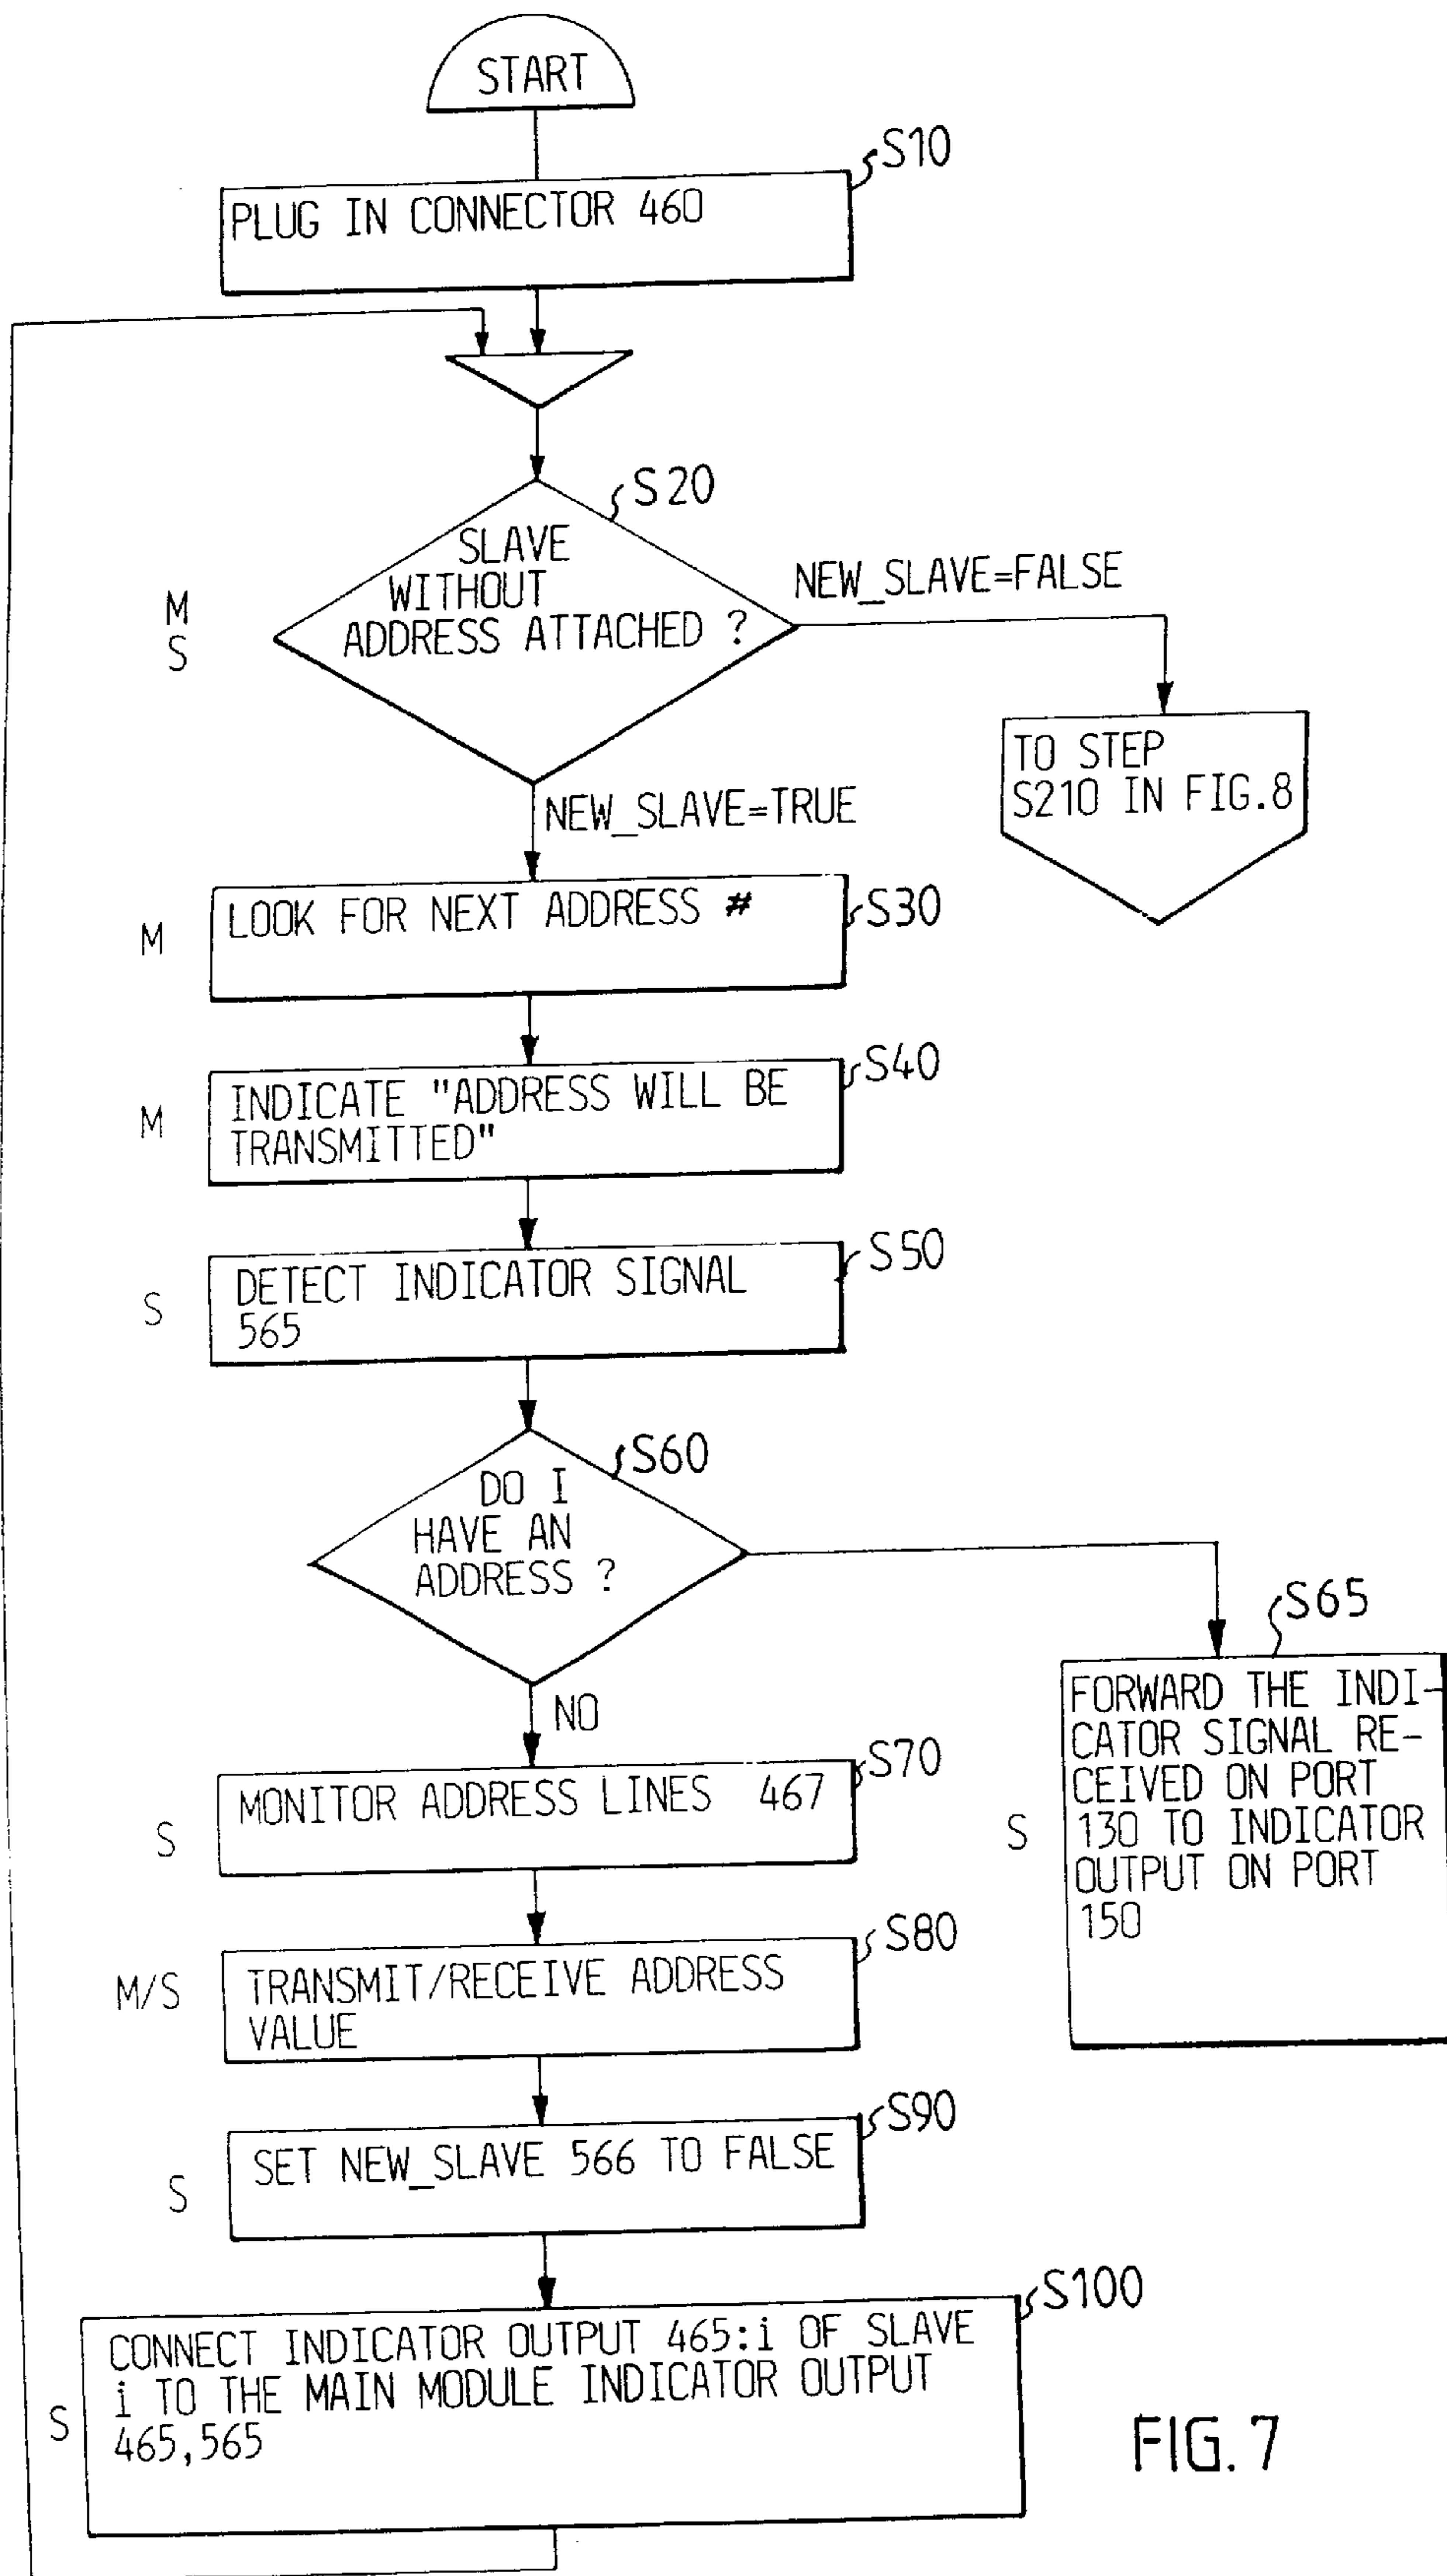 START
S10
PLUG IN CONNECTOR 460
S20
SLAVE
WITHOUT
ADDRESS ATTACHED ?
M
S
NEW_SLAVE=FALSE
TO STEP
S210 IN FIG.8
NEW_SLAVE=TRUE
S30
M
LOOK FOR NEXT ADDRESS #
S40
M
INDICATE "ADDRESS WILL BE
TRANSMITTED"
S50
S
DETECT INDICATOR SIGNAL
565
S60
DO I
HAVE AN
ADDRESS ?
S65
S
FORWARD THE INDI-
CATOR SIGNAL RE-
CEIVED ON PORT
130 TO INDICATOR
OUTPUT ON PORT
150
NO
S70
S
MONITOR ADDRESS LINES 467
S80
M/S
TRANSMIT/RECEIVE ADDRESS
VALUE
S90
S
SET NEW_SLAVE 566 TO FALSE
S100
S
CONNECT INDICATOR OUTPUT 465:i OF SLAVE
i TO THE MAIN MODULE INDICATOR OUTPUT
465,565
FIG. 7